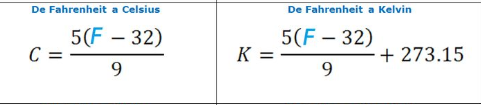 De Fahrenheit a Celsius
C = 5(F − 32) / 9
De Fahrenheit a Kelvin
K = 5(F − 32) / 9 + 273.15